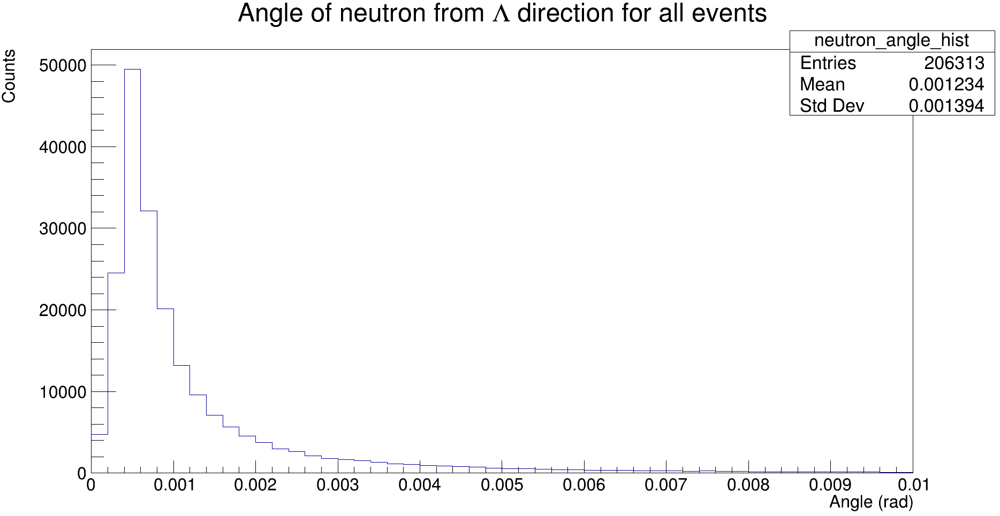 Angle of neutron from Λ direction for all events
neutron_angle_hist
Entries 206313
Mean 0.001234
Std Dev 0.001394
Counts
50000
40000
30000
20000
10000
0
0 0.001 0.002 0.003 0.004 0.005 0.006 0.007 0.008 0.009 0.01
Angle (rad)